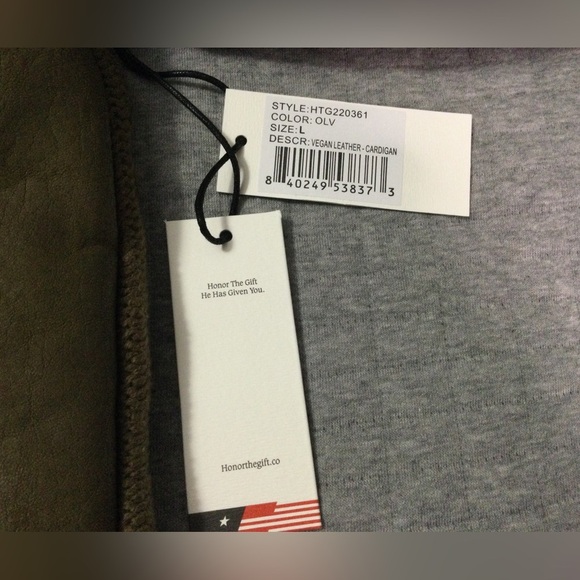 STYLE:HTG220361
COLOR: OLV
SIZE:L
DESCR:VEGAN LEATHER - CARDIGAN
8 40249 53837 3
Honor The Gift
He Has Given You.
Honorthegift.co